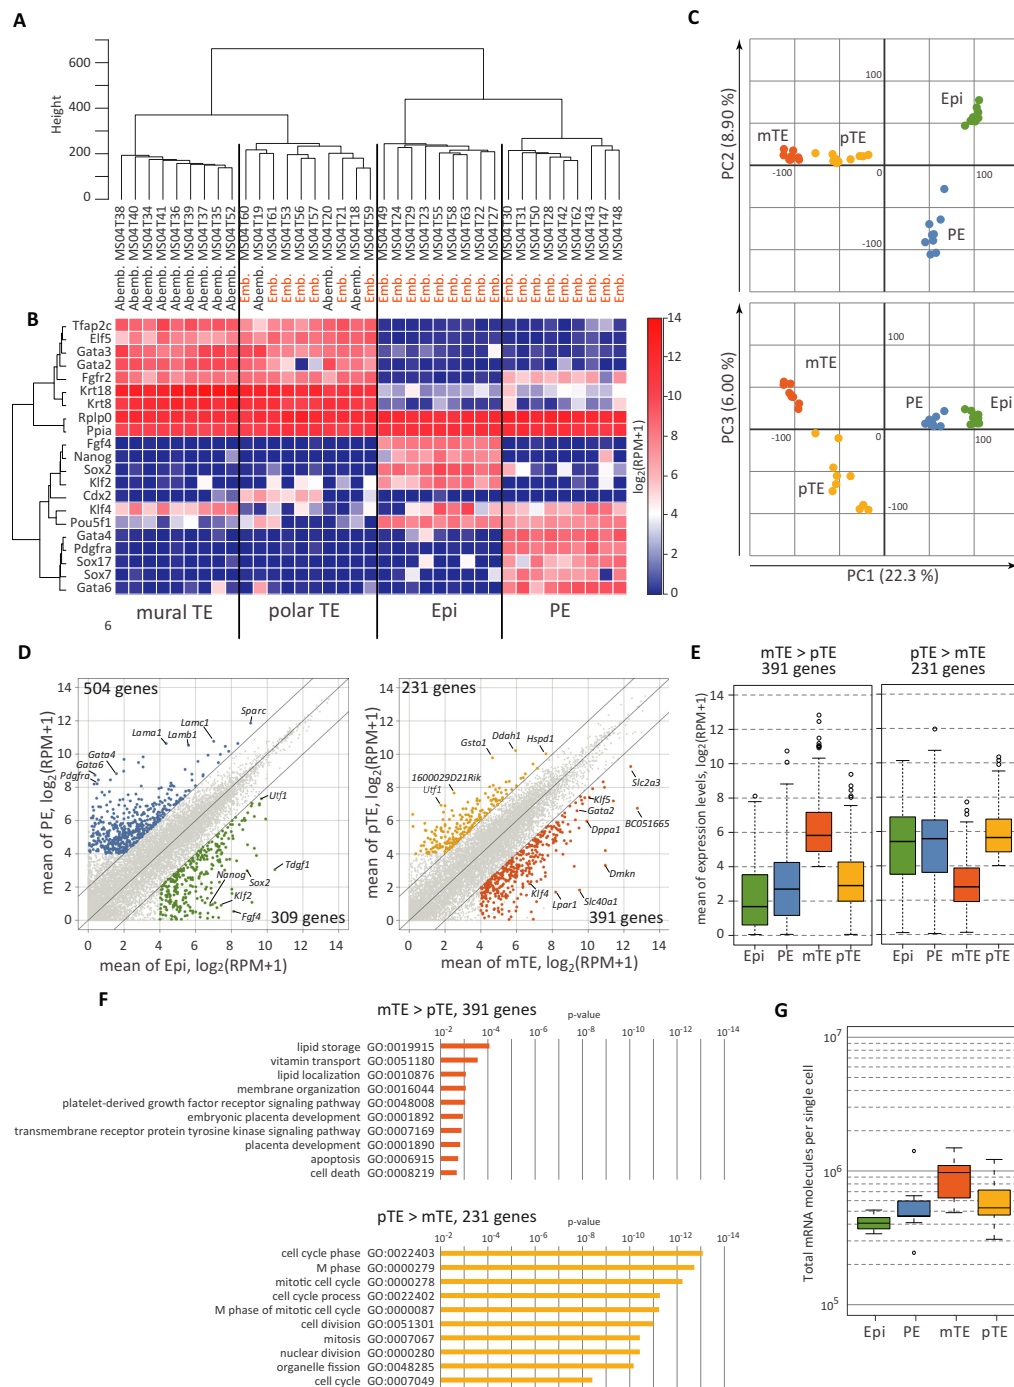 A
Height
600
400
200
0
MS04T38
MS04T40
MS04T34
MS04T41
MS04T36
MS04T39
MS04T37
MS04T35
MS04T52
MS04T60
MS04T19
MS04T61
MS04T53
MS04T56
MS04T57
MS04T20
MS04T21
MS04T18
MS04T59
MS04T49
MS04T24
MS04T29
MS04T23
MS04T55
MS04T58
MS04T63
MS04T22
MS04T27
MS04T30
MS04T31
MS04T50
MS04T28
MS04T42
MS04T62
MS04T43
MS04T47
MS04T48
Abemb. Abemb. Abemb. Abemb. Abemb. Abemb. Abemb. Abemb. Abemb. Emb. Abemb. Emb. Emb. Emb. Emb. Abemb. Emb. Abemb. Emb. Emb. Emb. Emb. Emb. Emb. Emb. Emb. Emb. Emb. Emb. Emb. Emb. Emb. Emb. Emb. Emb. Emb. Emb.
B
Tfap2c
Elf5
Gata3
Gata2
Fgfr2
Krt18
Krt8
Rplp0
Ppia
Fgf4
Nanog
Sox2
Klf2
Cdx2
Klf4
Pou5f1
Gata4
Pdgfra
Sox17
Sox7
Gata6
6
mural TE
polar TE
Epi
PE
log2(RPM+1)
14
12
10
8
6
4
2
0
C
PC2 (8.90 %)
100
Epi
mTE
pTE
-100
100
PE
-100
PC3 (6.00 %)
100
mTE
PE
Epi
-100
0
100
pTE
-100
PC1 (22.3 %)
D
mean of PE, log2(RPM+1)
14
12
10
8
6
4
2
0
504 genes
Sparc
Lamc1
Lama1
Lamb1
Gata4
Gata6
Pdgfra
Utf1
Tdgf1
Nanog
Sox2
Klf2
Fgf4
309 genes
0 2 4 6 8 10 12 14
mean of Epi, log2(RPM+1)
mean of pTE, log2(RPM+1)
14
12
10
8
6
4
2
0
231 genes
Ddah1
Hspd1
Gsto1
1600029D21Rik
Utf1
Slc2a3
Klf5
Gata2
BC051665
Dppa1
Dmkn
Klf4
Lpar1
Slc40a1
391 genes
0 2 4 6 8 10 12 14
mean of mTE, log2(RPM+1)
E
mTE > pTE
391 genes
pTE > mTE
231 genes
mean of expression levels, log2(RPM+1)
14
12
10
8
6
4
2
0
Epi PE mTE pTE
Epi PE mTE pTE
F
mTE > pTE, 391 genes
p-value
10-2 10-4 10-6 10-8 10-10 10-12 10-14
lipid storage GO:0019915
vitamin transport GO:0051180
lipid localization GO:0010876
membrane organization GO:0016044
platelet-derived growth factor receptor signaling pathway GO:0048008
embryonic placenta development GO:0001892
transmembrane receptor protein tyrosine kinase signaling pathway GO:0007169
placenta development GO:0001890
apoptosis GO:0006915
cell death GO:0008219
pTE > mTE, 231 genes
p-value
10-2 10-4 10-6 10-8 10-10 10-12 10-14
cell cycle phase GO:0022403
M phase GO:0000279
mitotic cell cycle GO:0000278
cell cycle process GO:0022402
M phase of mitotic cell cycle GO:0000087
cell division GO:0051301
mitosis GO:0007067
nuclear division GO:0000280
organelle fission GO:0048285
cell cycle GO:0007049
G
Total mRNA molecules per single cell
10^7
10^6
10^5
Epi PE mTE pTE